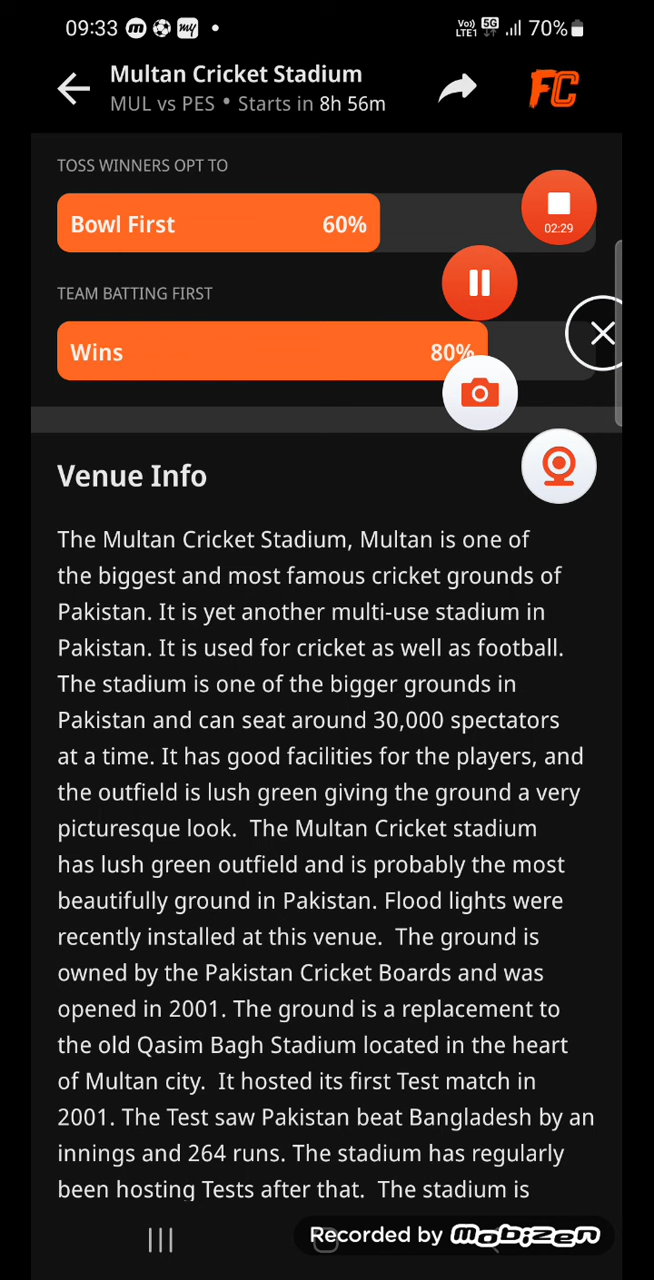 09:33 m my • Vo) LTE1 5G 70%
Multan Cricket Stadium
MUL vs PES • Starts in 8h 56m
FC
TOSS WINNERS OPT TO
Bowl First 60%
02:29
TEAM BATTING FIRST
Wins 80%
Venue Info
The Multan Cricket Stadium, Multan is one of
the biggest and most famous cricket grounds of
Pakistan. It is yet another multi-use stadium in
Pakistan. It is used for cricket as well as football.
The stadium is one of the bigger grounds in
Pakistan and can seat around 30,000 spectators
at a time. It has good facilities for the players, and
the outfield is lush green giving the ground a very
picturesque look.  The Multan Cricket stadium
has lush green outfield and is probably the most
beautifully ground in Pakistan. Flood lights were
recently installed at this venue.  The ground is
owned by the Pakistan Cricket Boards and was
opened in 2001. The ground is a replacement to
the old Qasim Bagh Stadium located in the heart
of Multan city.  It hosted its first Test match in
2001. The Test saw Pakistan beat Bangladesh by an
innings and 264 runs. The stadium has regularly
been hosting Tests after that.  The stadium is
Recorded by mobizen